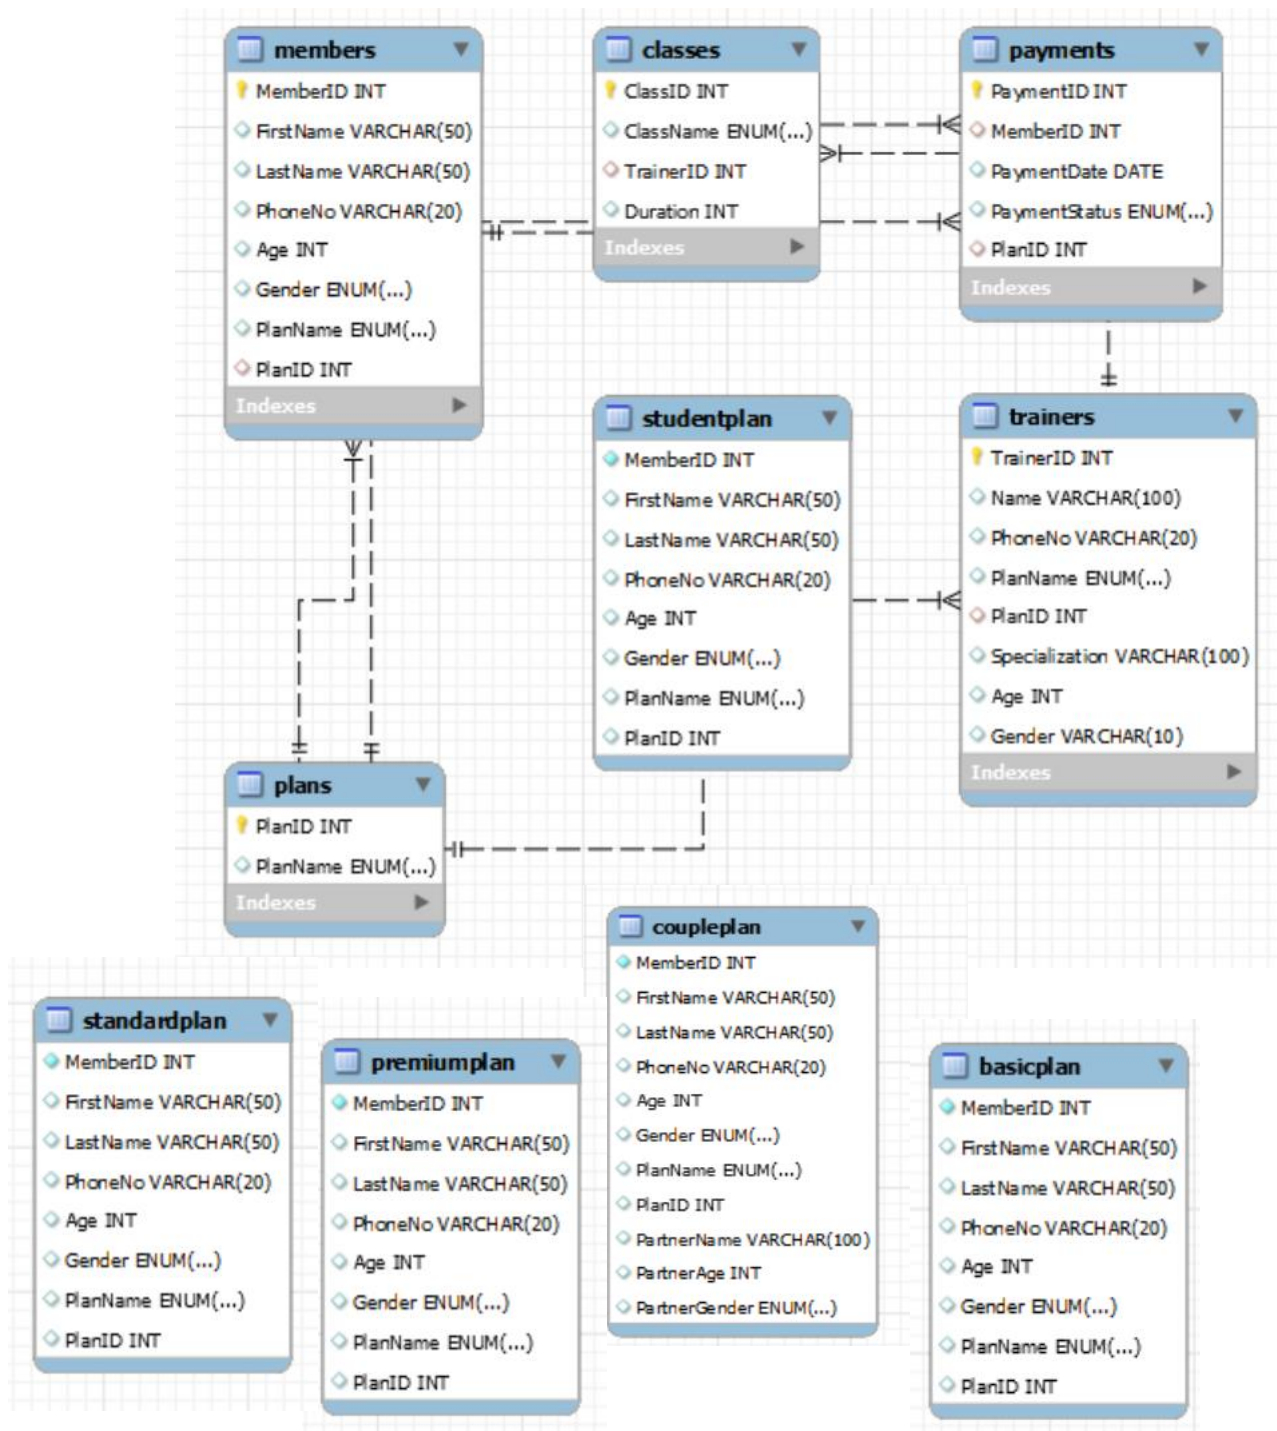 members
MemberID INT
FirstName VARCHAR(50)
LastName VARCHAR(50)
PhoneNo VARCHAR(20)
Age INT
Gender ENUM(...)
PlanName ENUM(...)
PlanID INT
Indexes
classes
ClassID INT
ClassName ENUM(...)
TrainerID INT
Duration INT
Indexes
payments
PaymentID INT
MemberID INT
PaymentDate DATE
PaymentStatus ENUM(...)
PlanID INT
Indexes
studentplan
MemberID INT
FirstName VARCHAR(50)
LastName VARCHAR(50)
PhoneNo VARCHAR(20)
Age INT
Gender ENUM(...)
PlanName ENUM(...)
PlanID INT
trainers
TrainerID INT
Name VARCHAR(100)
PhoneNo VARCHAR(20)
PlanName ENUM(...)
PlanID INT
Specialization VARCHAR(100)
Age INT
Gender VARCHAR(10)
Indexes
plans
PlanID INT
PlanName ENUM(...)
Indexes
coupleplan
MemberID INT
FirstName VARCHAR(50)
LastName VARCHAR(50)
PhoneNo VARCHAR(20)
Age INT
Gender ENUM(...)
PlanName ENUM(...)
PlanID INT
PartnerName VARCHAR(100)
PartnerAge INT
PartnerGender ENUM(...)
standardplan
MemberID INT
FirstName VARCHAR(50)
LastName VARCHAR(50)
PhoneNo VARCHAR(20)
Age INT
Gender ENUM(...)
PlanName ENUM(...)
PlanID INT
premiumplan
MemberID INT
FirstName VARCHAR(50)
LastName VARCHAR(50)
PhoneNo VARCHAR(20)
Age INT
Gender ENUM(...)
PlanName ENUM(...)
PlanID INT
basicplan
MemberID INT
FirstName VARCHAR(50)
LastName VARCHAR(50)
PhoneNo VARCHAR(20)
Age INT
Gender ENUM(...)
PlanName ENUM(...)
PlanID INT